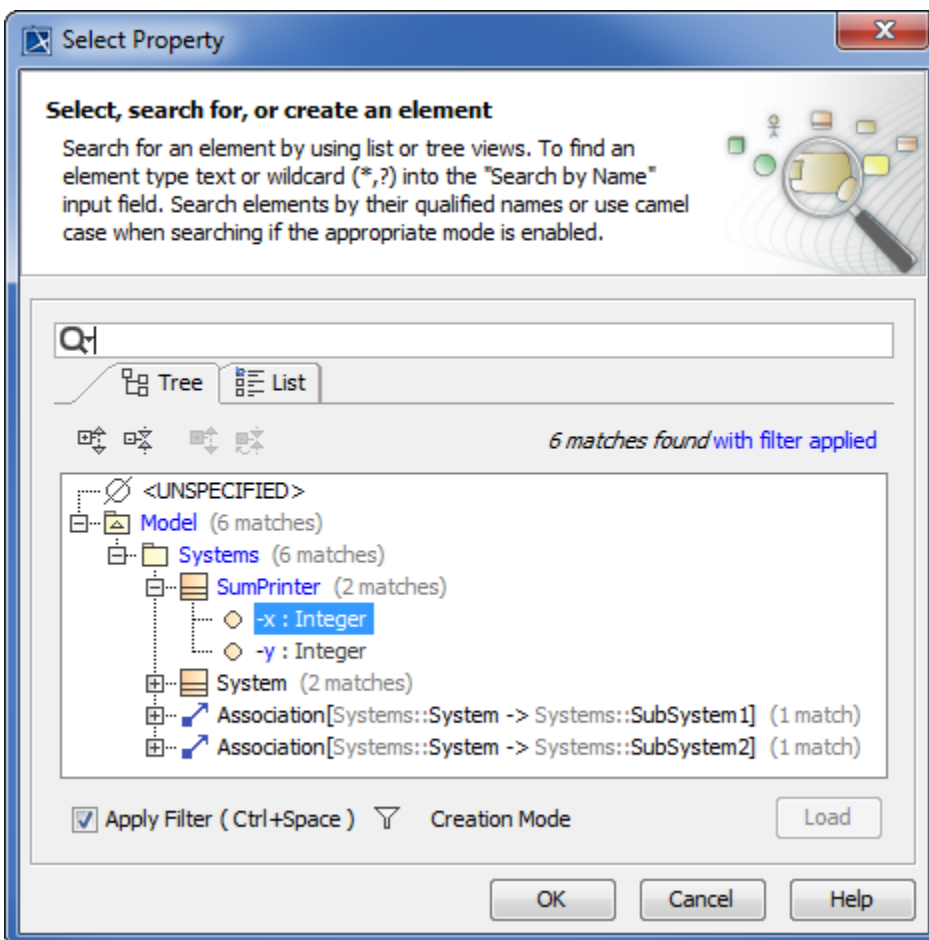 Select Property
Select, search for, or create an element
Search for an element by using list or tree views. To find an
element type text or wildcard (*,?) into the "Search by Name"
input field. Search elements by their qualified names or use camel
case when searching if the appropriate mode is enabled.
Tree List
6 matches found with filter applied
<UNSPECIFIED>
Model (6 matches)
Systems (6 matches)
SumPrinter (2 matches)
-x : Integer
-y : Integer
System (2 matches)
Association[Systems::System -> Systems::SubSystem1] (1 match)
Association[Systems::System -> Systems::SubSystem2] (1 match)
Apply Filter ( Ctrl+Space ) Creation Mode Load
OK Cancel Help